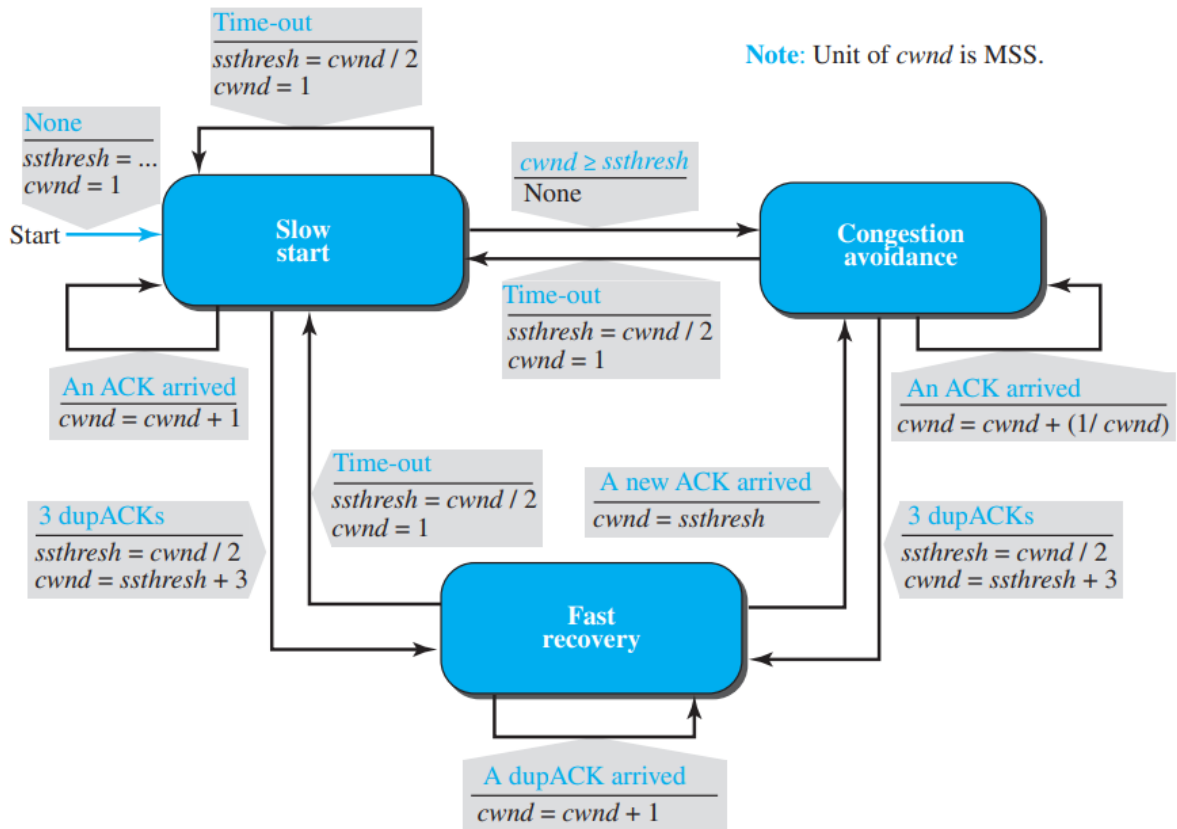 Time-out
ssthresh = cwnd / 2
cwnd = 1
Note: Unit of cwnd is MSS.
None
ssthresh = ...
cwnd = 1
Start
Slow
start
cwnd ≥ ssthresh
None
Congestion
avoidance
Time-out
ssthresh = cwnd / 2
cwnd = 1
An ACK arrived
cwnd = cwnd + 1
An ACK arrived
cwnd = cwnd + (1/ cwnd)
Time-out
ssthresh = cwnd / 2
cwnd = 1
A new ACK arrived
cwnd = ssthresh
3 dupACKs
ssthresh = cwnd / 2
cwnd = ssthresh + 3
3 dupACKs
ssthresh = cwnd / 2
cwnd = ssthresh + 3
Fast
recovery
A dupACK arrived
cwnd = cwnd + 1